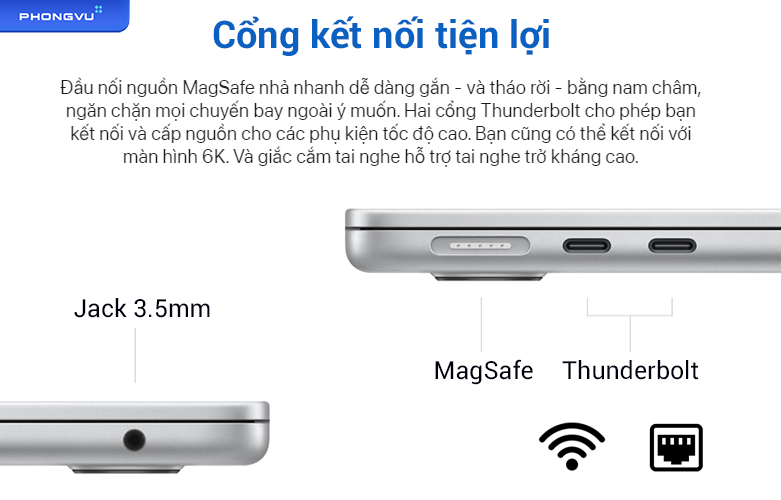 PHONGVU
Cổng kết nối tiện lợi
Đầu nối nguồn MagSafe nhả nhanh dễ dàng gắn - và tháo rời - bằng nam châm,
ngăn chặn mọi chuyến bay ngoài ý muốn. Hai cổng Thunderbolt cho phép bạn
kết nối và cấp nguồn cho các phụ kiện tốc độ cao. Bạn cũng có thể kết nối với
màn hình 6K. Và giắc cắm tai nghe hỗ trợ tai nghe trở kháng cao.
Jack 3.5mm
MagSafe Thunderbolt